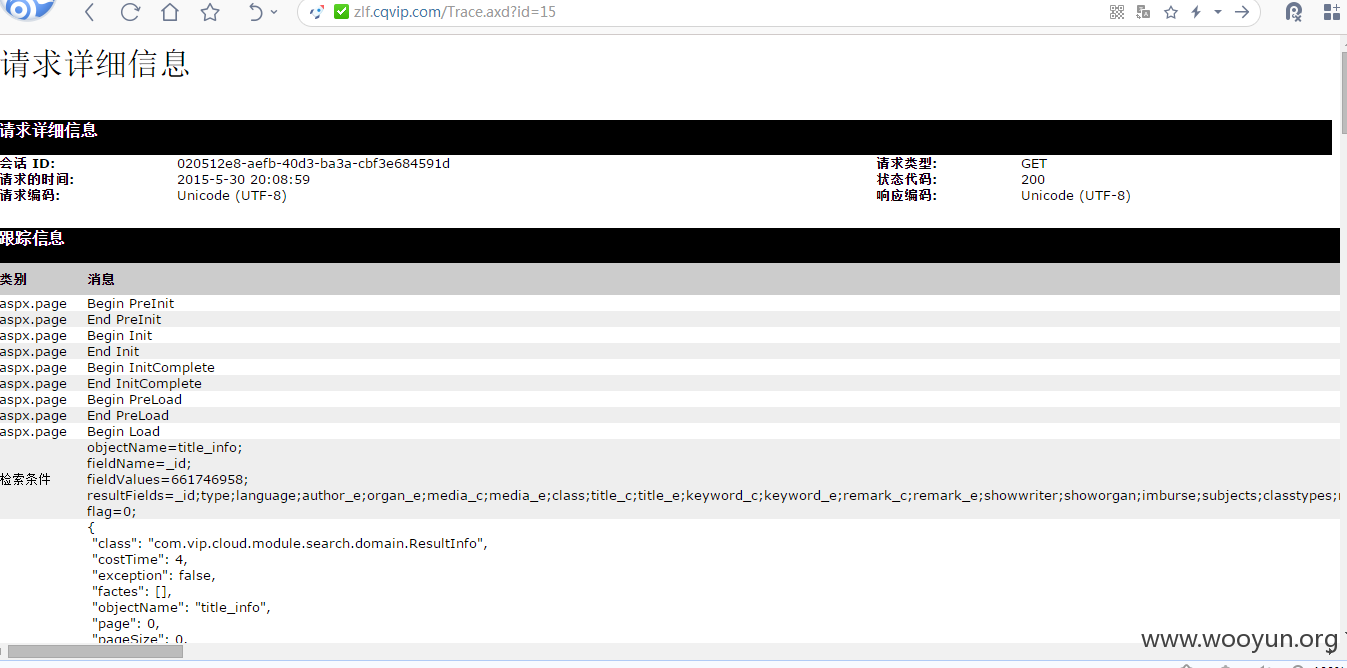 zlf.cqvip.com/Trace.axd?id=15
请求详细信息
请求详细信息
会话 ID: 020512e8-aefb-40d3-ba3a-cbf3e684591d 请求类型: GET
请求的时间: 2015-5-30 20:08:59 状态代码: 200
请求编码: Unicode (UTF-8) 响应编码: Unicode (UTF-8)
跟踪信息
类别 消息
aspx.page Begin PreInit
aspx.page End PreInit
aspx.page Begin Init
aspx.page End Init
aspx.page Begin InitComplete
aspx.page End InitComplete
aspx.page Begin PreLoad
aspx.page End PreLoad
aspx.page Begin Load
objectName=title_info;
fieldName=_id;
检索条件 fieldValues=661746958;
resultFields=_id;type;language;author_e;organ_e;media_c;media_e;class;title_c;title_e;keyword_c;keyword_e;remark_c;remark_e;showwriter;showorgan;imburse;subjects;classtypes;
flag=0;
{
"class": "com.vip.cloud.module.search.domain.ResultInfo",
"costTime": 4,
"exception": false,
"factes": [],
"objectName": "title_info",
"page": 0,
"pageSize": 0,
www.wooyun.org